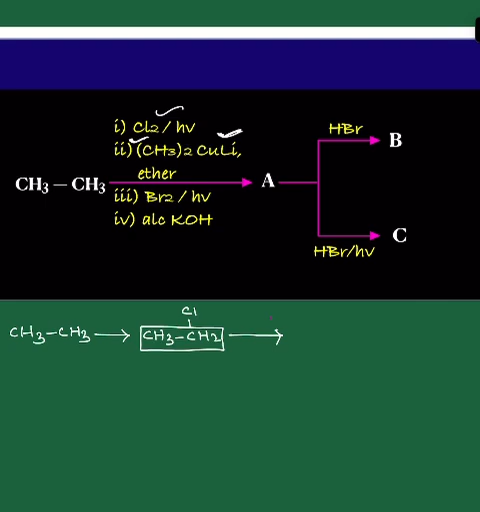 i) Cl2 / hv
ii) (CH3)2 CuLi,
ether
CH3 – CH3
iii) Br2 / hv
iv) alc KOH
A
HBr
B
HBr/hv
C
CH3-CH3 → CH3-CH2 →
Cl